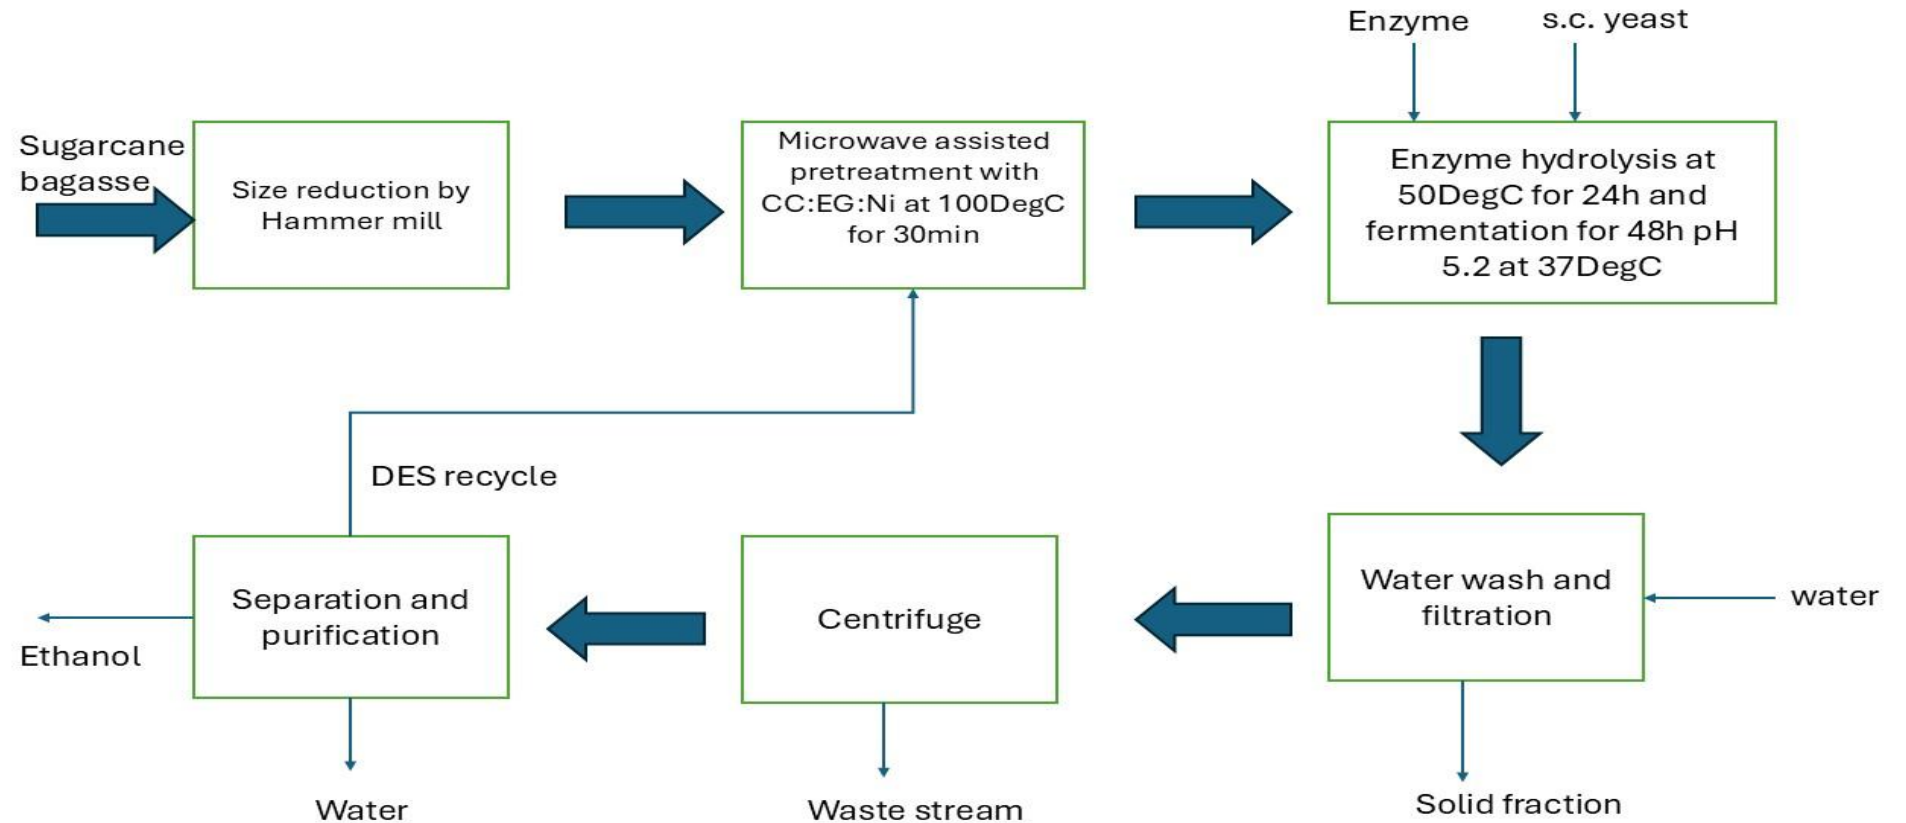 Enzyme
s.c. yeast
Sugarcane
bagasse
Size reduction by
Hammer mill
Microwave assisted
pretreatment with
CC:EG:Ni at 100DegC
for 30min
Enzyme hydrolysis at
50DegC for 24h and
fermentation for 48h pH
5.2 at 37DegC
DES recycle
Separation and
purification
Centrifuge
Water wash and
filtration
water
Ethanol
Water
Waste stream
Solid fraction